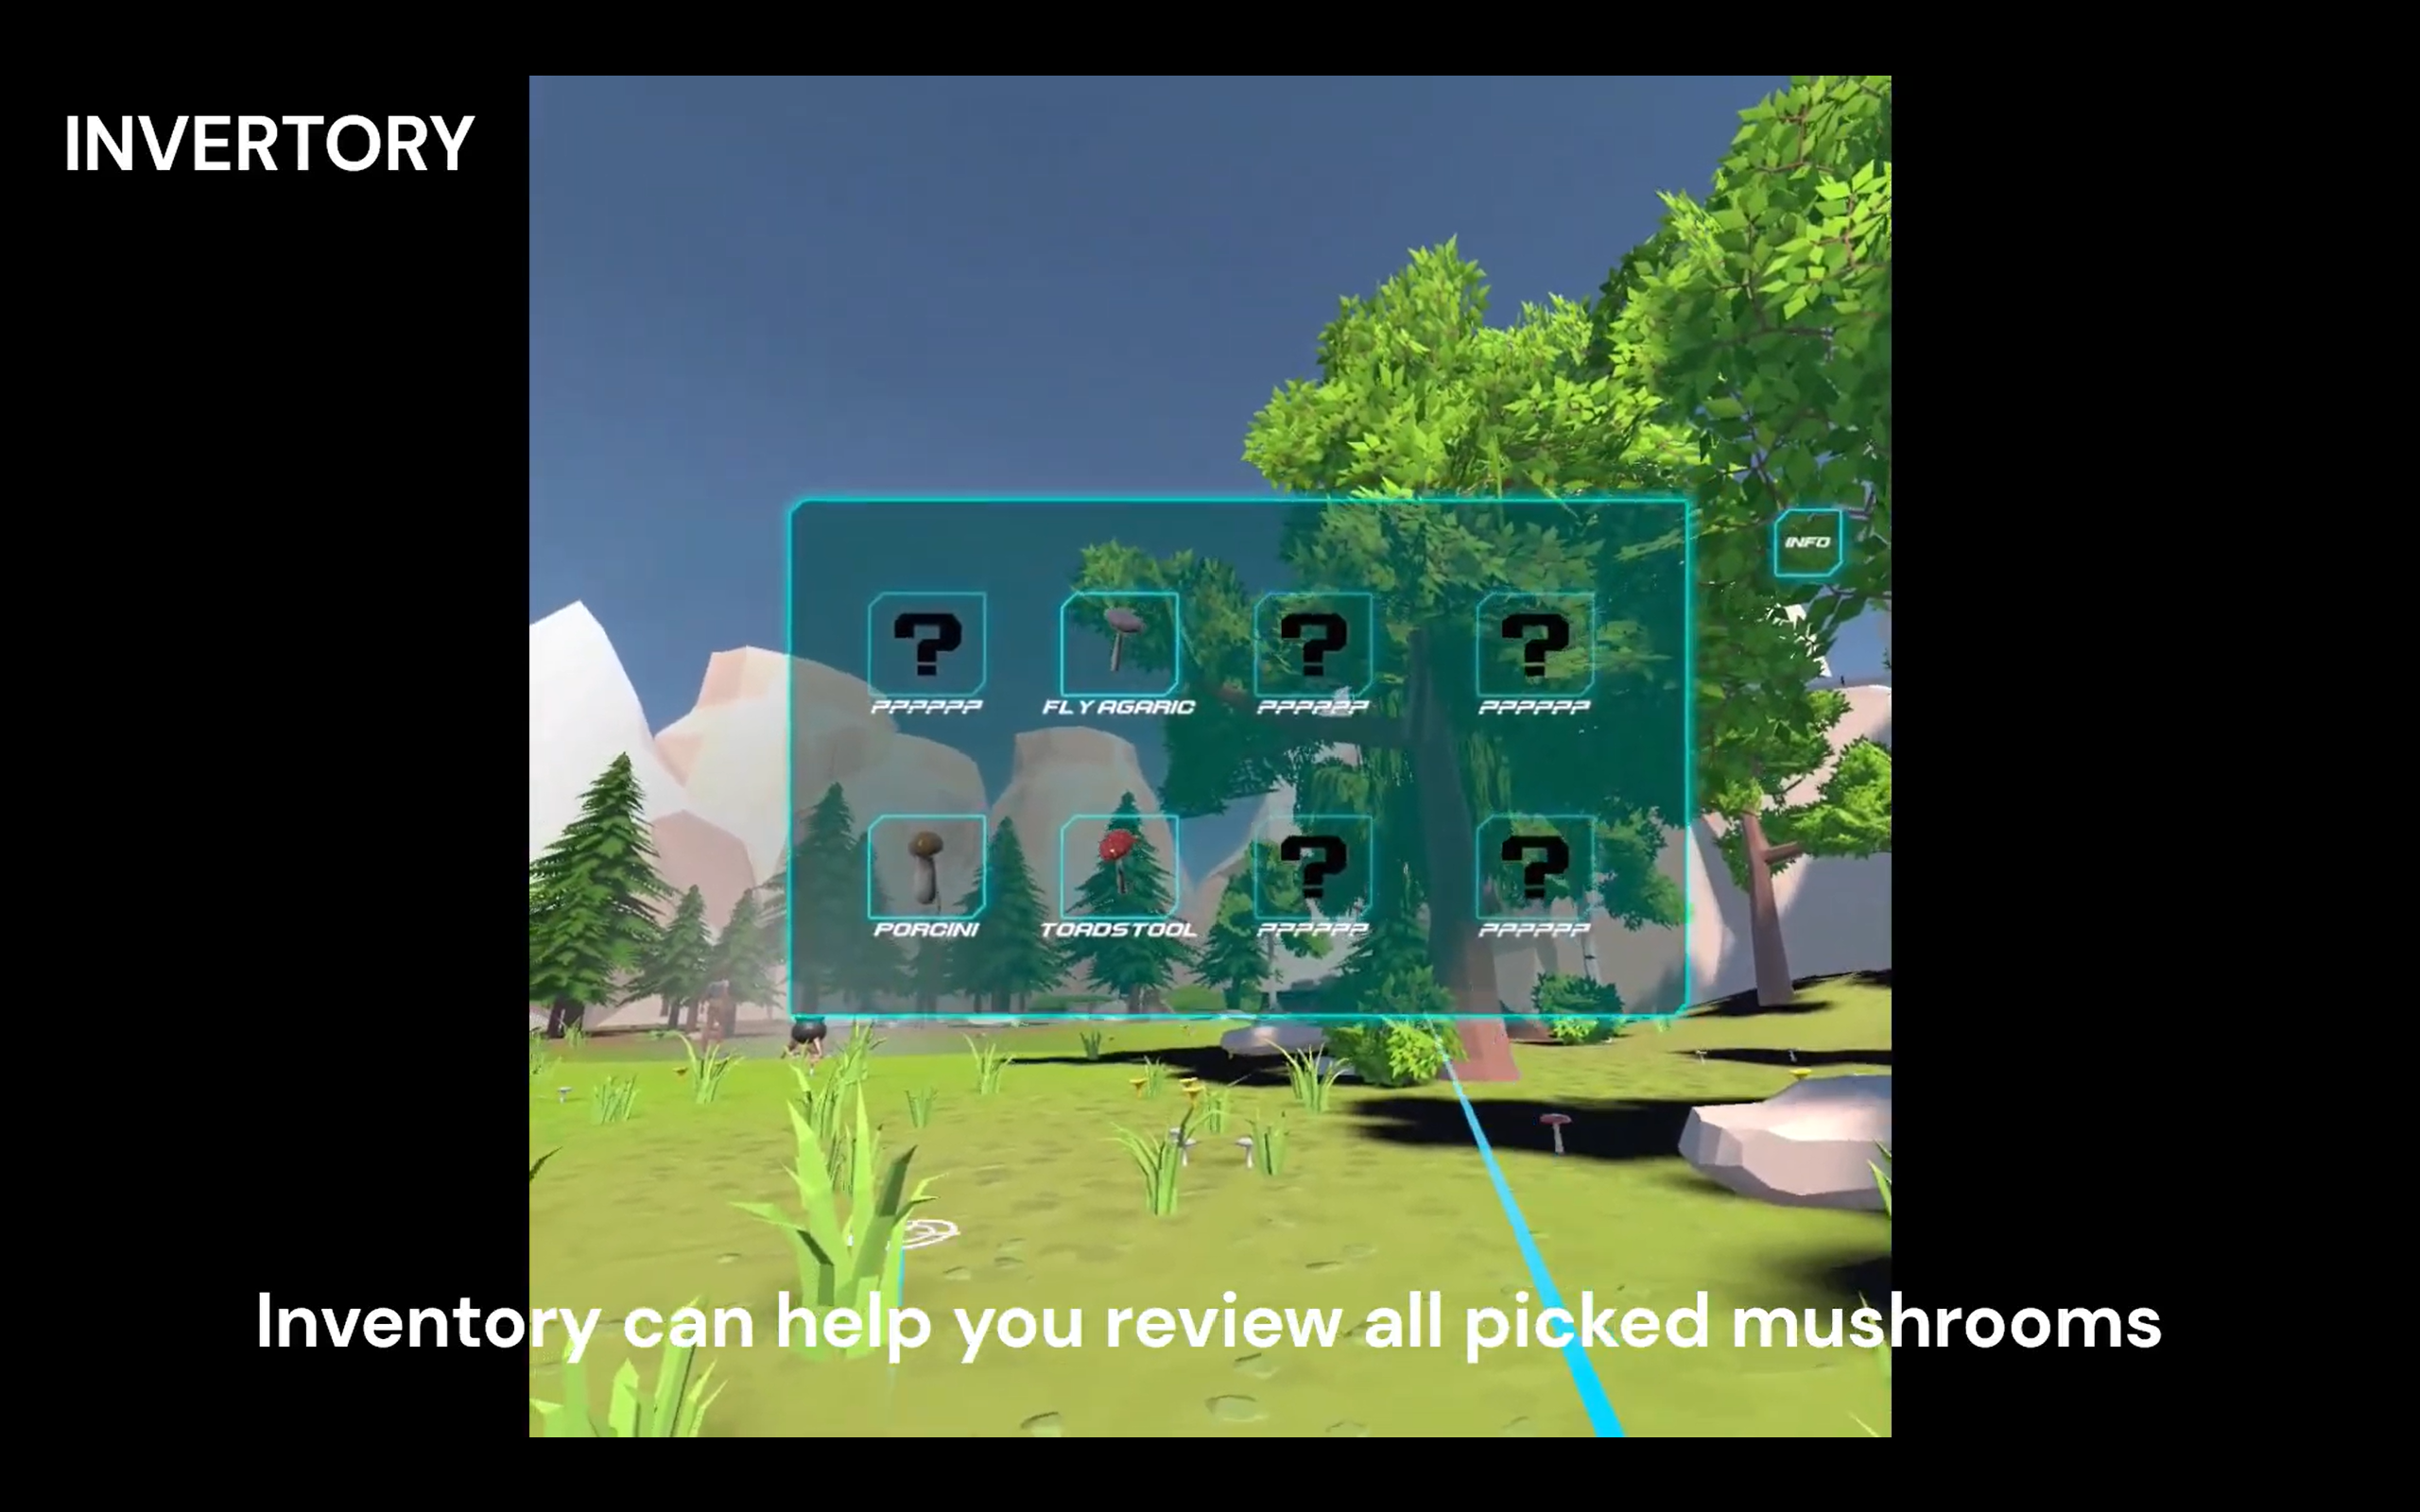 INVERTORY
INFO
?????? FLY AGARIC ?????? ??????
PORCINI TOADSTOOL ?????? ??????
Inventory can help you review all picked mushrooms